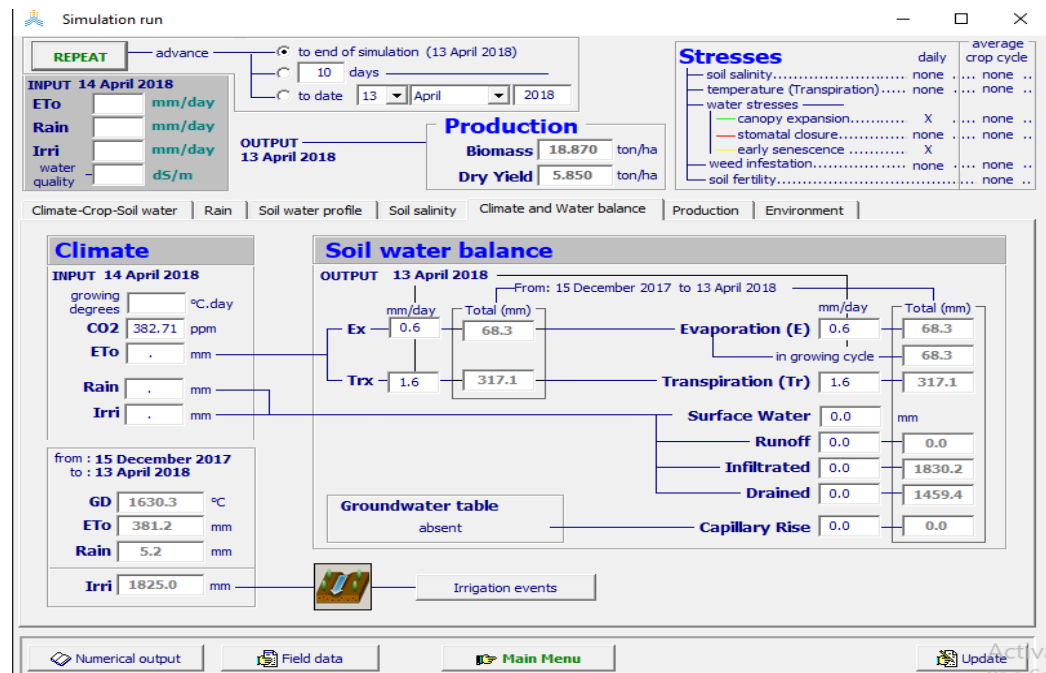 Simulation run
REPEAT
advance
to end of simulation (13 April 2018)
10 days
to date 13 April 2018
INPUT 14 April 2018
ETo mm/day
Rain mm/day
Irri mm/day
water quality dS/m
OUTPUT
13 April 2018
Production
Biomass 18.870 ton/ha
Dry Yield 5.850 ton/ha
Stresses daily average crop cycle
soil salinity........................... none .... none ..
temperature (Transpiration)..... none .... none ..
water stresses
canopy expansion............ X .... none ..
stomatal closure............... none .... none ..
early senescence ............ X
weed infestation.................... none .... none ..
soil fertility........................................... none ..
Climate-Crop-Soil water Rain Soil water profile Soil salinity Climate and Water balance Production Environment
Climate
INPUT 14 April 2018
growing degrees °C.day
CO2 382.71 ppm
ETo . mm
Rain . mm
Irri . mm
from : 15 December 2017
to : 13 April 2018
GD 1630.3 °C
ETo 381.2 mm
Rain 5.2 mm
Irri 1825.0 mm
Soil water balance
OUTPUT 13 April 2018
From: 15 December 2017 to 13 April 2018
mm/day Total (mm) mm/day Total (mm)
Ex 0.6 68.3 Evaporation (E) 0.6 68.3
in growing cycle 68.3
Trx 1.6 317.1 Transpiration (Tr) 1.6 317.1
Surface Water 0.0 mm
Runoff 0.0 0.0
Infiltrated 0.0 1830.2
Drained 0.0 1459.4
Groundwater table
absent
Capillary Rise 0.0 0.0
Irrigation events
Numerical output Field data Main Menu Update